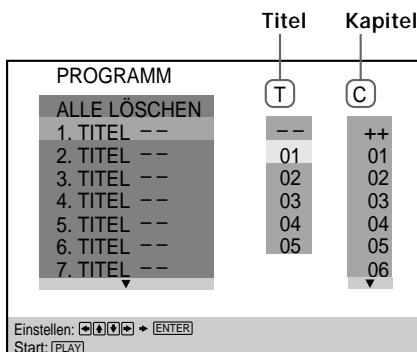 Titel Kapitel
PROGRAMM T C
ALLE LÖSCHEN
1. TITEL – – – – ++
2. TITEL – – 01 01
3. TITEL – – 02 02
4. TITEL – – 03 03
5. TITEL – – 04 04
6. TITEL – – 05 05
7. TITEL – – 06
Einstellen: ENTER
Start: PLAY